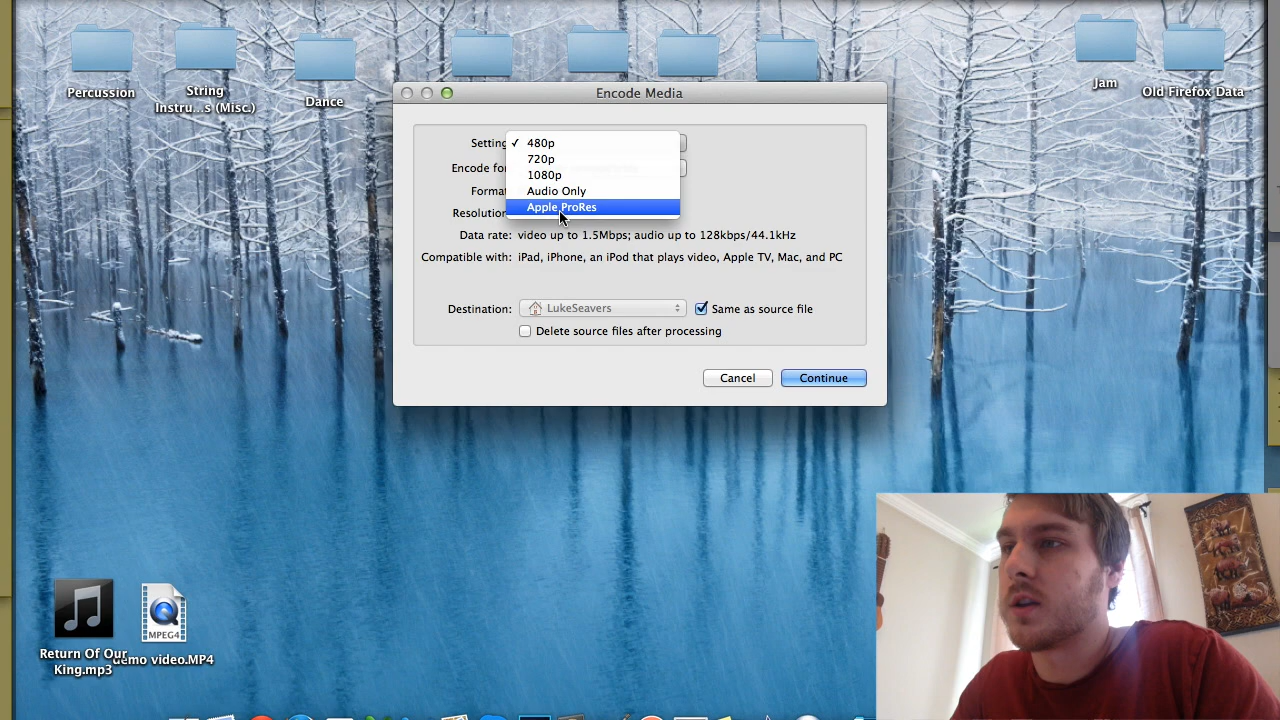 Percussion
String
Instru...s (Misc.)
Dance
Jam
Old Firefox Data
Encode Media
Setting
✓ 480p
720p
1080p
Audio Only
Apple ProRes
Encode for
Format
Resolution
Data rate: video up to 1.5Mbps; audio up to 128kbps/44.1kHz
Compatible with: iPad, iPhone, an iPod that plays video, Apple TV, Mac, and PC
Destination: LukeSeavers Same as source file
Delete source files after processing
Cancel Continue
MPEG4
Return Of Our
King.mp3
demo video.MP4